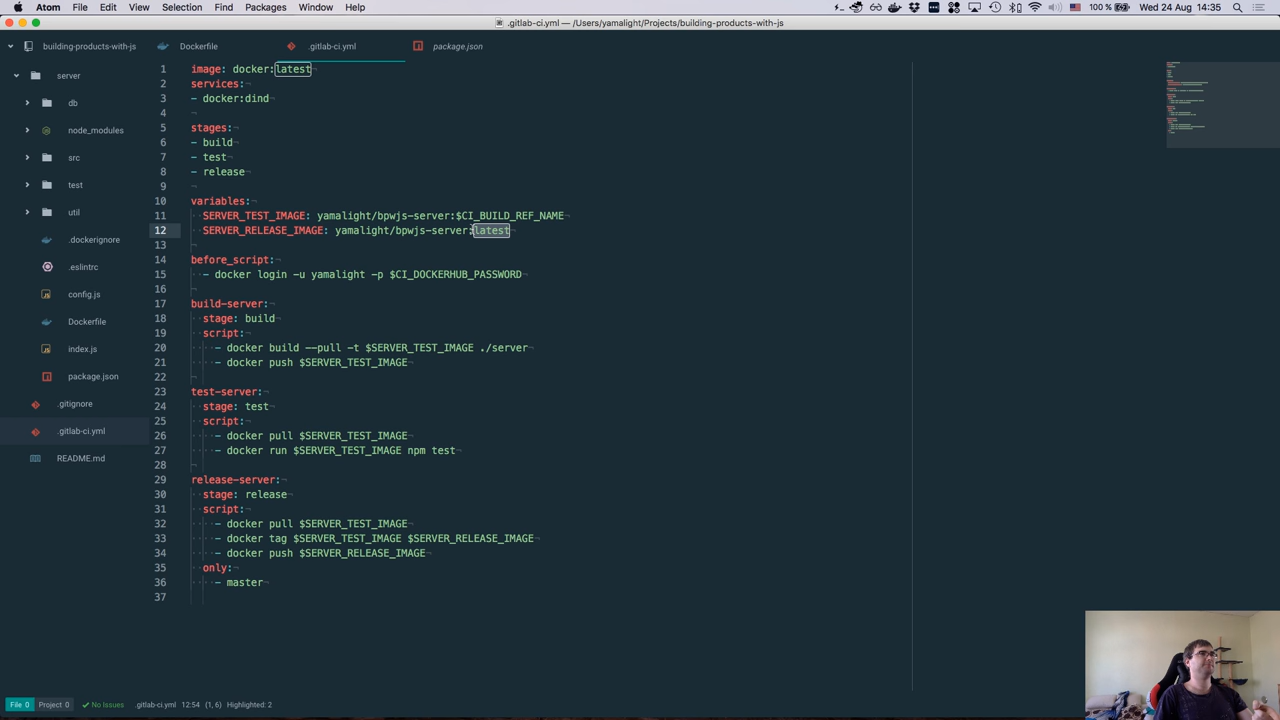 Atom File Edit View Selection Find Packages Window Help 100 % Wed 24 Aug 14:35
.gitlab-ci.yml — /Users/yamalight/Projects/building-products-with-js
building-products-with-js Dockerfile .gitlab-ci.yml package.json
server
db
node_modules
src
test
util
.dockerignore
.eslintrc
config.js
Dockerfile
index.js
package.json
.gitignore
.gitlab-ci.yml
README.md
1 image: docker:latest
2 services:
3 - docker:dind
4
5 stages:
6 - build
7 - test
8 - release
9
10 variables:
11 SERVER_TEST_IMAGE: yamalight/bpwjs-server:$CI_BUILD_REF_NAME
12 SERVER_RELEASE_IMAGE: yamalight/bpwjs-server:latest
13
14 before_script:
15 - docker login -u yamalight -p $CI_DOCKERHUB_PASSWORD
16
17 build-server:
18 stage: build
19 script:
20 - docker build --pull -t $SERVER_TEST_IMAGE ./server
21 - docker push $SERVER_TEST_IMAGE
22
23 test-server:
24 stage: test
25 script:
26 - docker pull $SERVER_TEST_IMAGE
27 - docker run $SERVER_TEST_IMAGE npm test
28
29 release-server:
30 stage: release
31 script:
32 - docker pull $SERVER_TEST_IMAGE
33 - docker tag $SERVER_TEST_IMAGE $SERVER_RELEASE_IMAGE
34 - docker push $SERVER_RELEASE_IMAGE
35 only:
36 - master
37
File 0 Project 0 No Issues .gitlab-ci.yml 12:54 (1, 6) Highlighted: 2